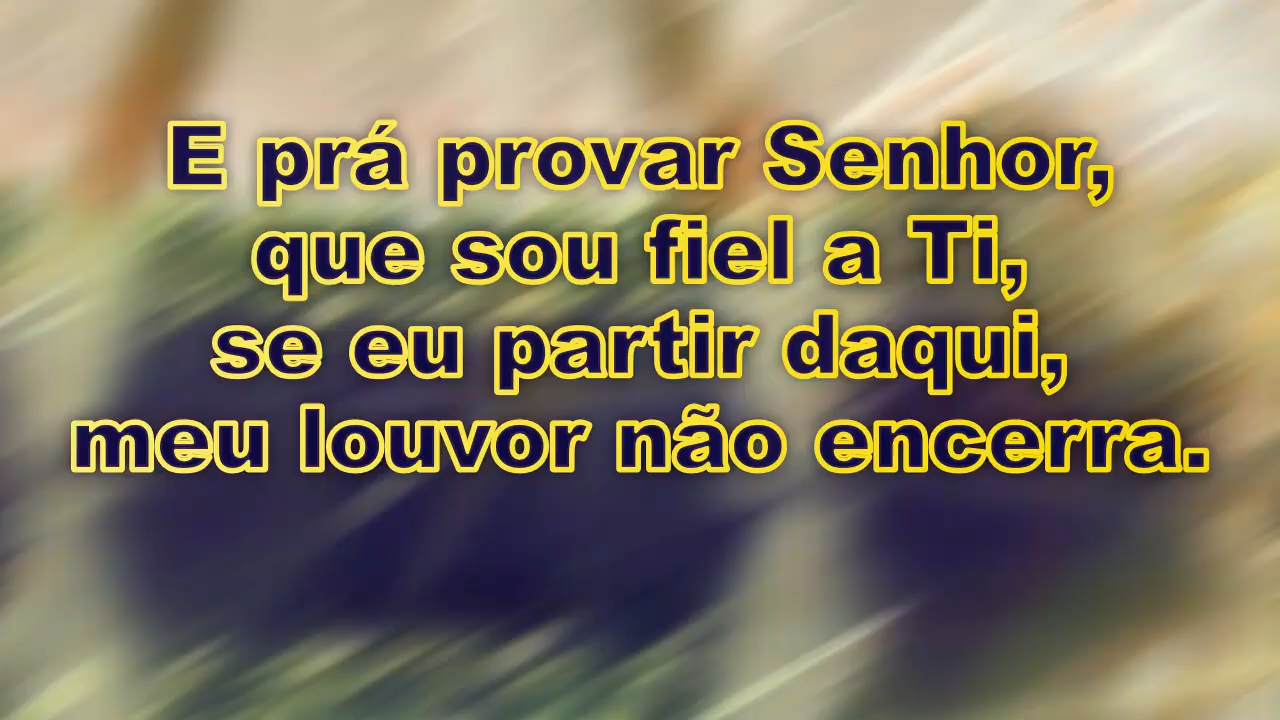 E prá provar Senhor,
que sou fiel a Ti,
se eu partir daqui,
meu louvor não encerra.